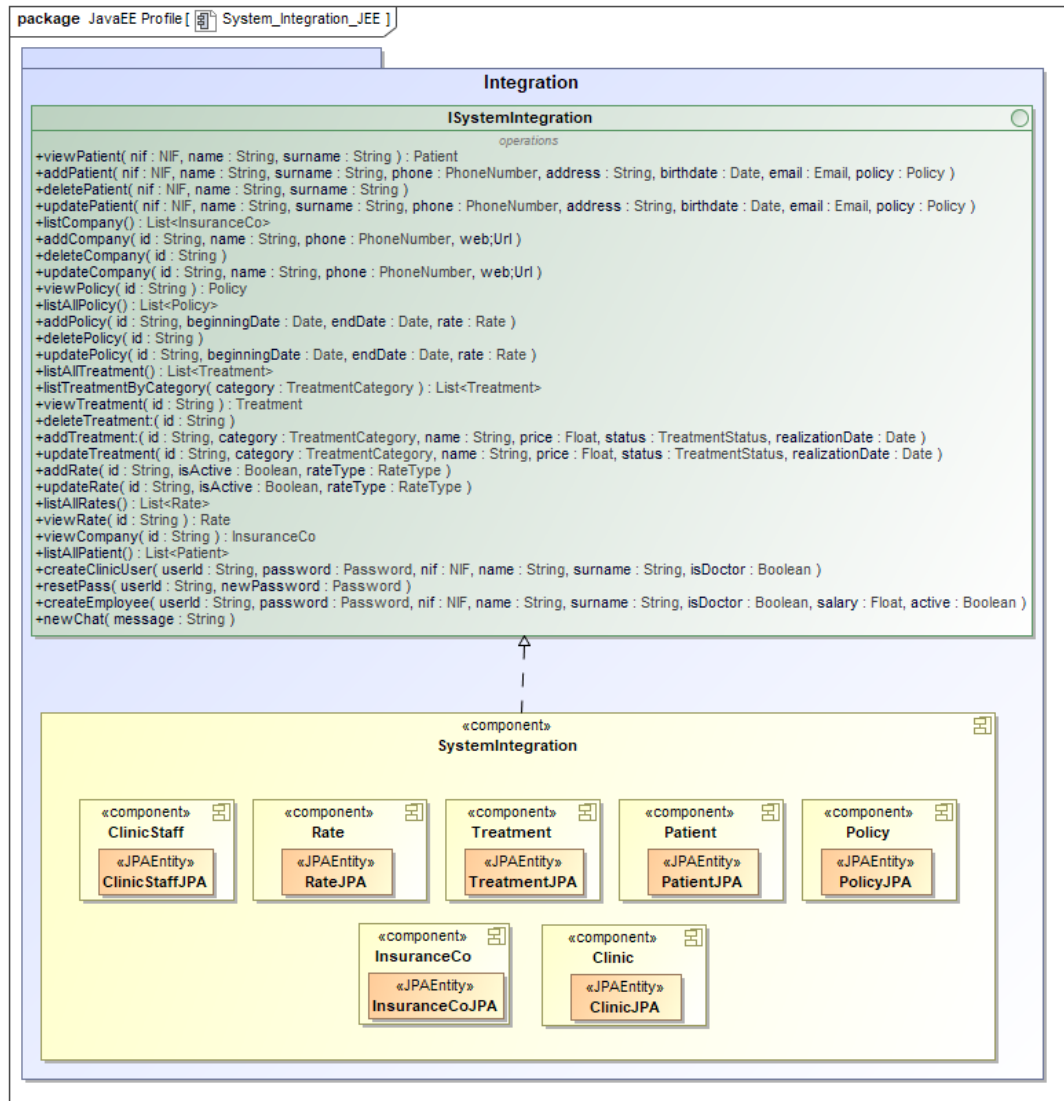 package JavaEE Profile [ System_Integration_JEE ]
Integration
ISystemIntegration
operations
+viewPatient( nif : NIF, name : String, surname : String ) : Patient
+addPatient( nif : NIF, name : String, surname : String, phone : PhoneNumber, address : String, birthdate : Date, email : Email, policy : Policy )
+deletePatient( nif : NIF, name : String, surname : String )
+updatePatient( nif : NIF, name : String, surname : String, phone : PhoneNumber, address : String, birthdate : Date, email : Email, policy : Policy )
+listCompany() : List<InsuranceCo>
+addCompany( id : String, name : String, phone : PhoneNumber, web;Url )
+deleteCompany( id : String )
+updateCompany( id : String, name : String, phone : PhoneNumber, web;Url )
+viewPolicy( id : String ) : Policy
+listAllPolicy() : List<Policy>
+addPolicy( id : String, beginningDate : Date, endDate : Date, rate : Rate )
+deletePolicy( id : String )
+updatePolicy( id : String, beginningDate : Date, endDate : Date, rate : Rate )
+listAllTreatment() : List<Treatment>
+listTreatmentByCategory( category : TreatmentCategory ) : List<Treatment>
+viewTreatment( id : String ) : Treatment
+deleteTreatment:( id : String )
+addTreatment:( id : String, category : TreatmentCategory, name : String, price : Float, status : TreatmentStatus, realizationDate : Date )
+updateTreatment( id : String, category : TreatmentCategory, name : String, price : Float, status : TreatmentStatus, realizationDate : Date )
+addRate( id : String, isActive : Boolean, rateType : RateType )
+updateRate( id : String, isActive : Boolean, rateType : RateType )
+listAllRates() : List<Rate>
+viewRate( id : String ) : Rate
+viewCompany( id : String ) : InsuranceCo
+listAllPatient() : List<Patient>
+createClinicUser( userId : String, password : Password, nif : NIF, name : String, surname : String, isDoctor : Boolean )
+resetPass( userId : String, newPassword : Password )
+createEmployee( userId : String, password : Password, nif : NIF, name : String, surname : String, isDoctor : Boolean, salary : Float, active : Boolean )
+newChat( message : String )
«component»
SystemIntegration
«component»
ClinicStaff
«JPAEntity»
ClinicStaffJPA
«component»
Rate
«JPAEntity»
RateJPA
«component»
Treatment
«JPAEntity»
TreatmentJPA
«component»
Patient
«JPAEntity»
PatientJPA
«component»
Policy
«JPAEntity»
PolicyJPA
«component»
InsuranceCo
«JPAEntity»
InsuranceCoJPA
«component»
Clinic
«JPAEntity»
ClinicJPA